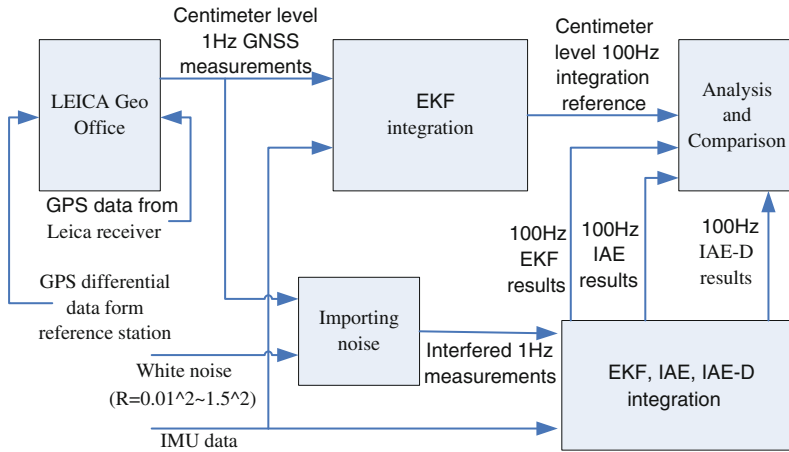 Centimeter level
1Hz GNSS
measurements
LEICA Geo
Office
EKF
integration
Centimeter
level 100Hz
integration
reference
Analysis
and
Comparison
GPS data from
Leica receiver
GPS differential
data form
reference station
100Hz
EKF
results
100Hz
IAE
results
100Hz
IAE-D
results
Importing
noise
Interfered 1Hz
measurements
White noise
(R=0.01^2~1.5^2)
IMU data
EKF, IAE, IAE-D
integration